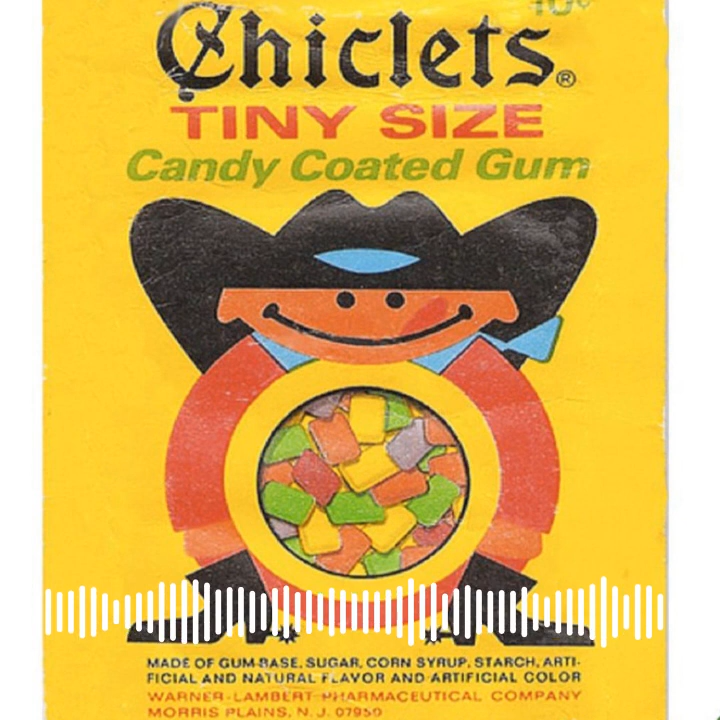 10¢
Chiclets®
TINY SIZE
Candy Coated Gum
MADE OF GUM BASE, SUGAR, CORN SYRUP, STARCH, ARTI-
FICIAL AND NATURAL FLAVOR AND ARTIFICIAL COLOR
WARNER-LAMBERT PHARMACEUTICAL COMPANY
MORRIS PLAINS, N.J. 07950